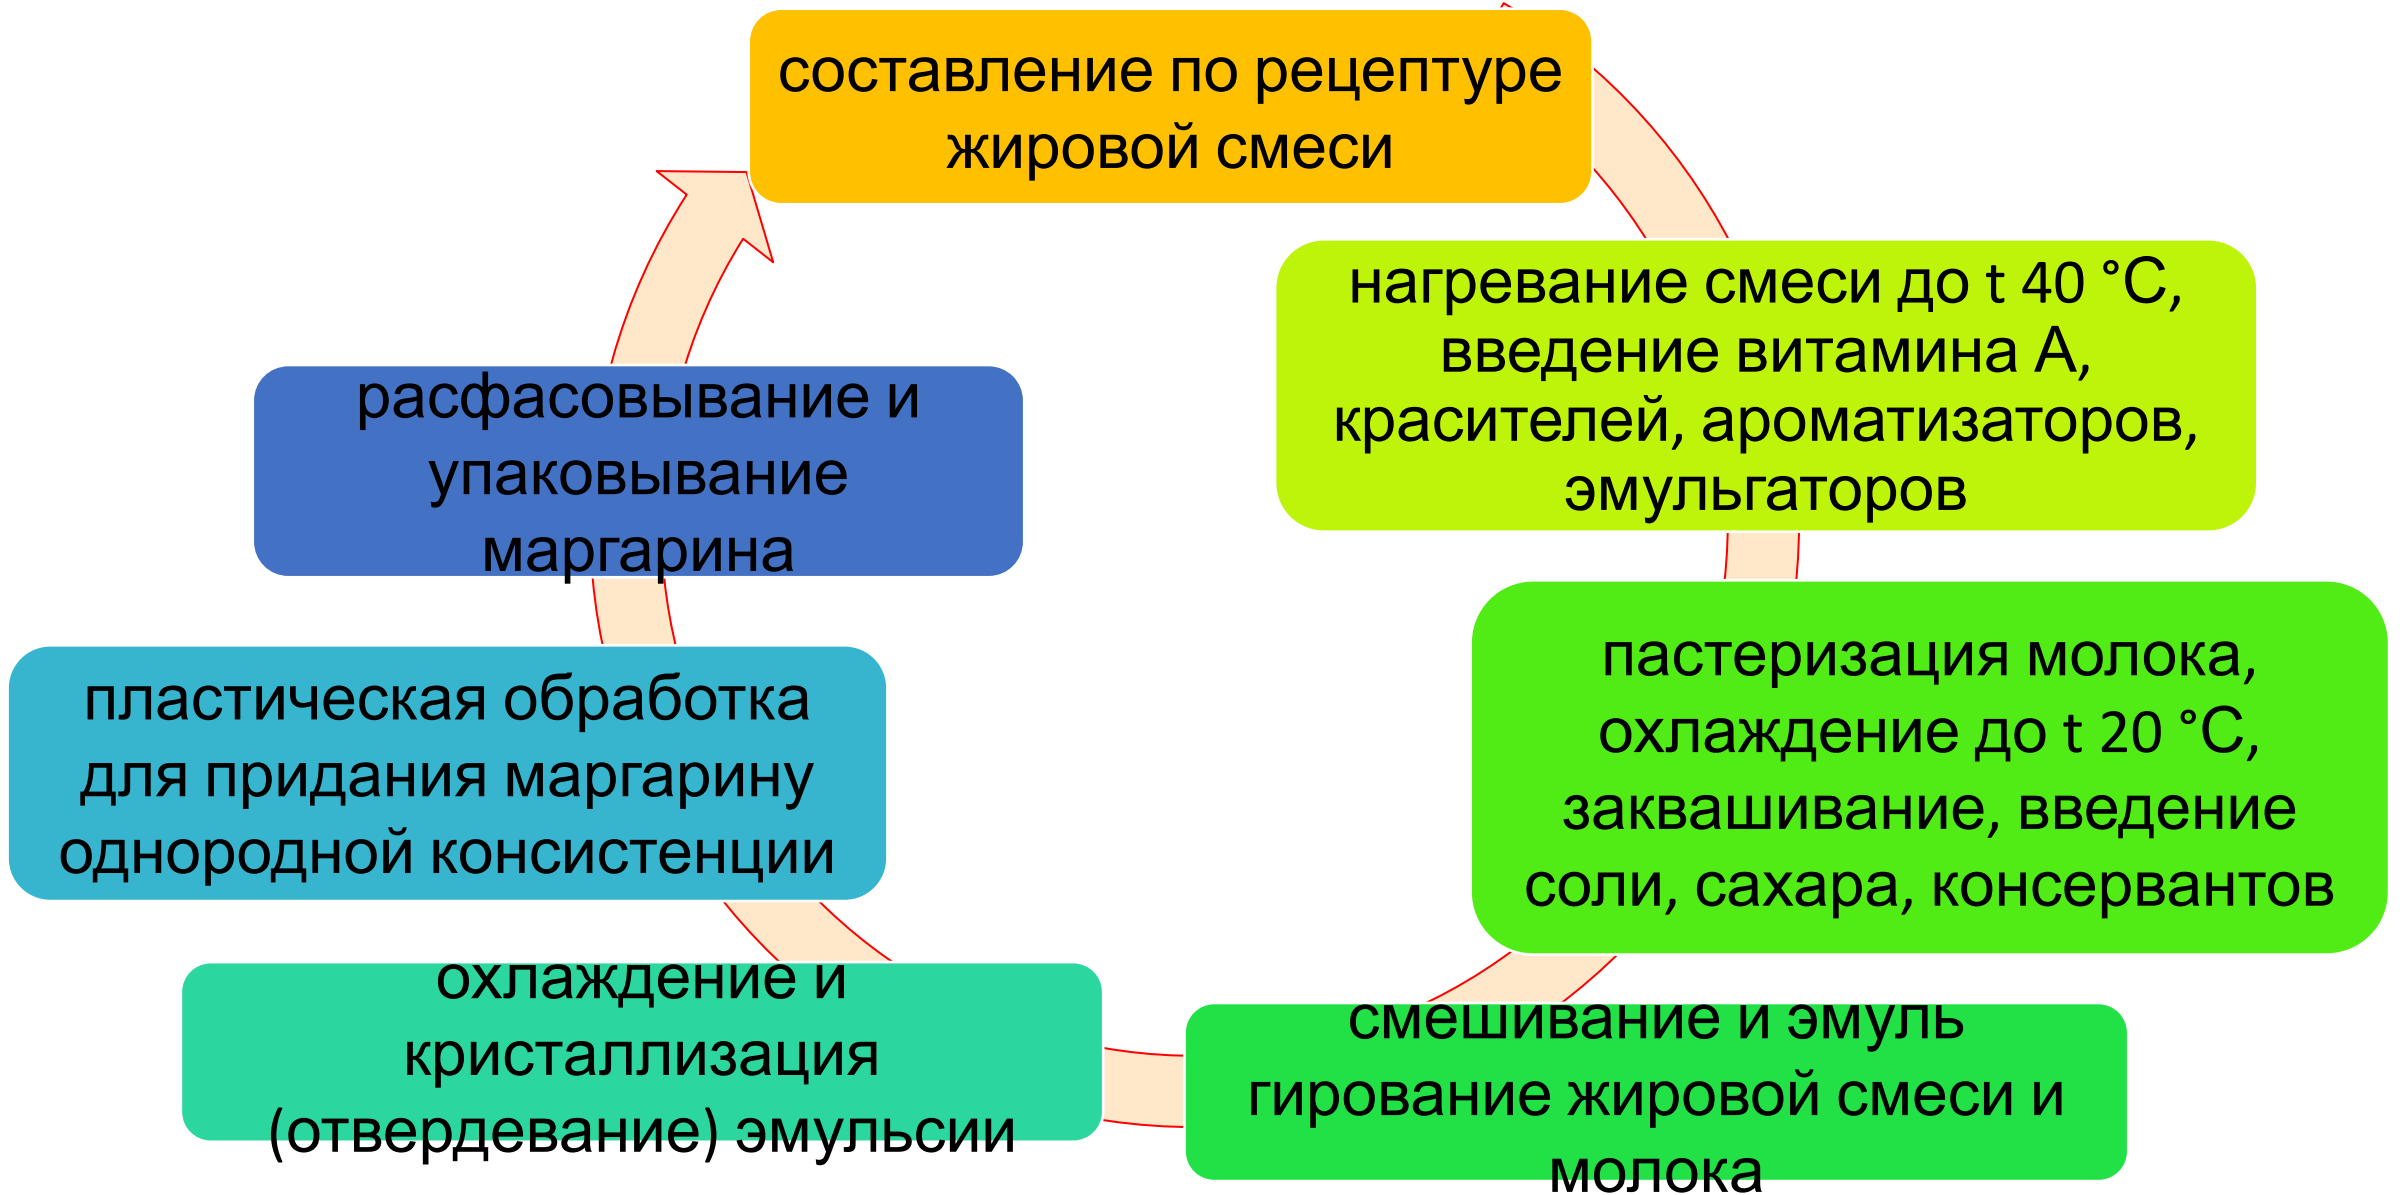 составление по рецептуре
жировой смеси
нагревание смеси до t 40 °С,
введение витамина А,
красителей, ароматизаторов,
эмульгаторов
пастеризация молока,
охлаждение до t 20 °С,
заквашивание, введение
соли, сахара, консервантов
смешивание и эмуль
гирование жировой смеси и
молока
охлаждение и
кристаллизация
(отвердевание) эмульсии
пластическая обработка
для придания маргарину
однородной консистенции
расфасовывание и
упаковывание
маргарина